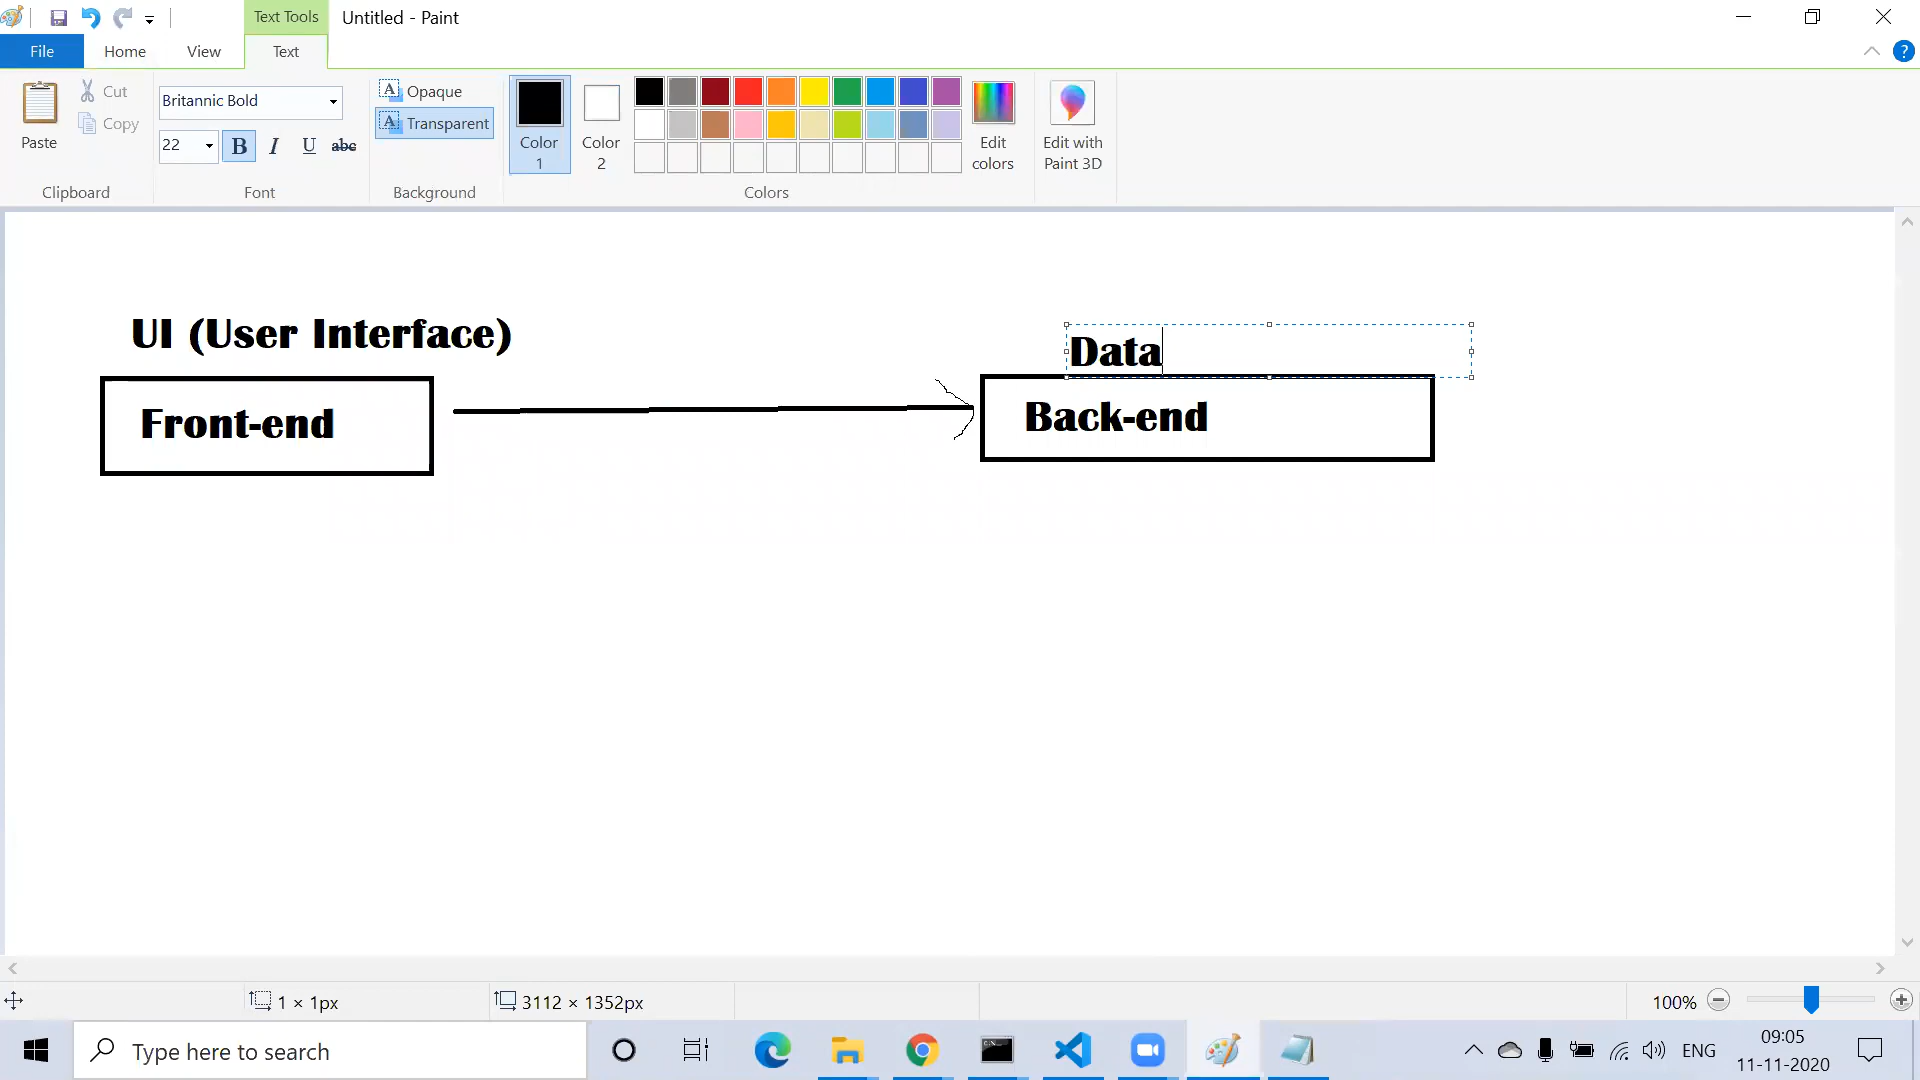 Text Tools
Untitled - Paint
File
Home
View
Text
Paste
Cut
Copy
Clipboard
Britannic Bold
22
B
I
U
abc
Font
A Opaque
A Transparent
Background
Color
1
Color
2
Colors
Edit
colors
Edit with
Paint 3D
UI (User Interface)
Data
Front-end
Back-end
1 × 1px
3112 × 1352px
100%
Type here to search
ENG
09:05
11-11-2020